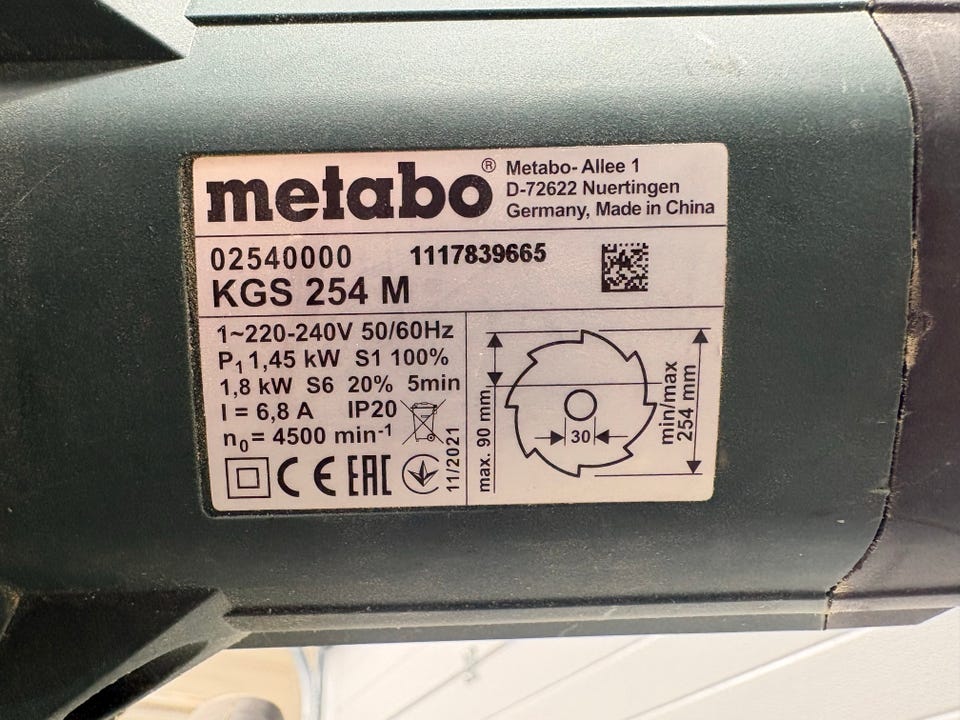 metabo®
Metabo- Allee 1
D-72622 Nuertingen
Germany, Made in China
02540000 1117839665
KGS 254 M
1~220-240V 50/60Hz
P1 1,45 kW S1 100%
1,8 kW S6 20% 5min
I = 6,8 A IP20
n0= 4500 min-1
CE EAC
11/2021
max. 90 mm
30
min/max
254 mm